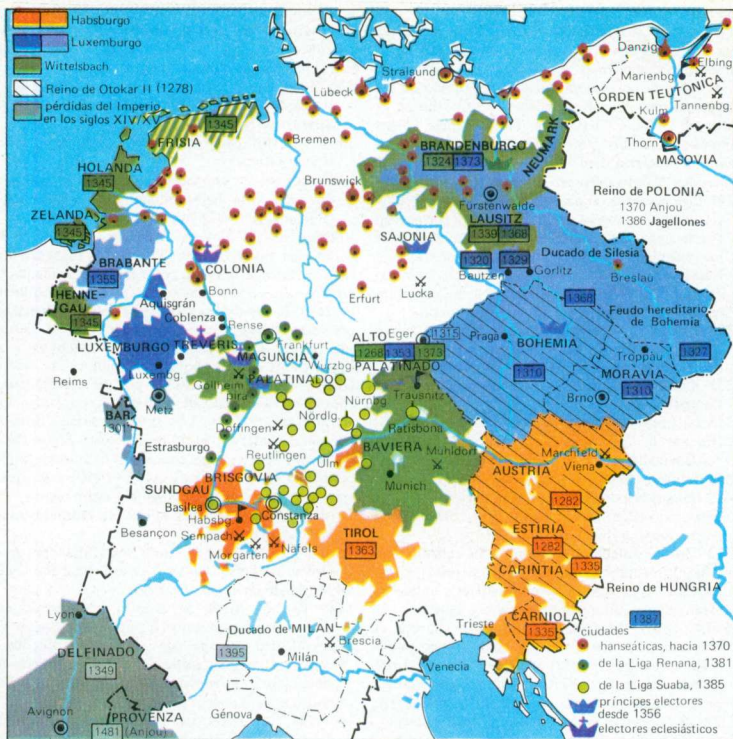 Habsburgo
Luxemburgo
Wittelsbach
Reino de Otokar II (1278)
pérdidas del Imperio
en los siglos XIV/XV
Danzig
Elbing
Marienbg.
ORDEN TEUTONICA
Tannenbg.
Kulm
Thorn
MASOVIA
Stralsund
Lübeck
1345
FRISIA
Bremen
BRANDENBURGO
1324 1373
NEUMARK
HOLANDA
1345
Brunswick
Fürstenwalde
Reino de POLONIA
1370 Anjou
1386 Jagellones
ZELANDA
1345
LAUSITZ
1339 1368
SAJONIA
BRABANTE
1355
COLONIA
1320 1329
Ducado de Silesia
Bautzen
Görlitz
Breslau
Bonn
Aquisgrán
Erfurt
Lucka
HENNE-
GAU
1345
Coblenza
Rense
1368
Feudo hereditario
de Bohemia
LUXEMBURGO
TREVERIS
Frankfurt
ALTO
Eger
1315
1268 1353 1373
PALATINADO
Praga
BOHEMIA
MAGUNCIA
Würzbg.
Troppau
1327
Reims
Luxembg.
Göllheim
PALATINADO
Trausnitz
1310
MORAVIA
1310
Metz
pira
Nürnbg.
Brno
BAR
1301
Döffingen
Nördlg.
Ratisbona
Estrasburgo
Reutlingen
Ulm
BAVIERA
Mühldorf
Marchfeld
AUSTRIA
Viena
BRISGOVIA
SUNDGAU
Munich
Basilea
Constanza
1282
Habsbg.
Besançon
Sempach
TIROL
1363
ESTIRIA
1282
Morgarten
Näfels
CARINTIA
1335
Reino de HUNGRIA
Lyon
Ducado de MILAN
Brescia
Trieste
CARNIOLA
1335
1387
DELFINADO
1349
1395
Milán
Venecia
Avignon
PROVENZA
1481 (Anjou)
Génova
ciudades
hanseáticas, hacia 1370
de la Liga Renana, 1381
de la Liga Suaba, 1385
príncipes electores
desde 1356
electores eclesiásticos